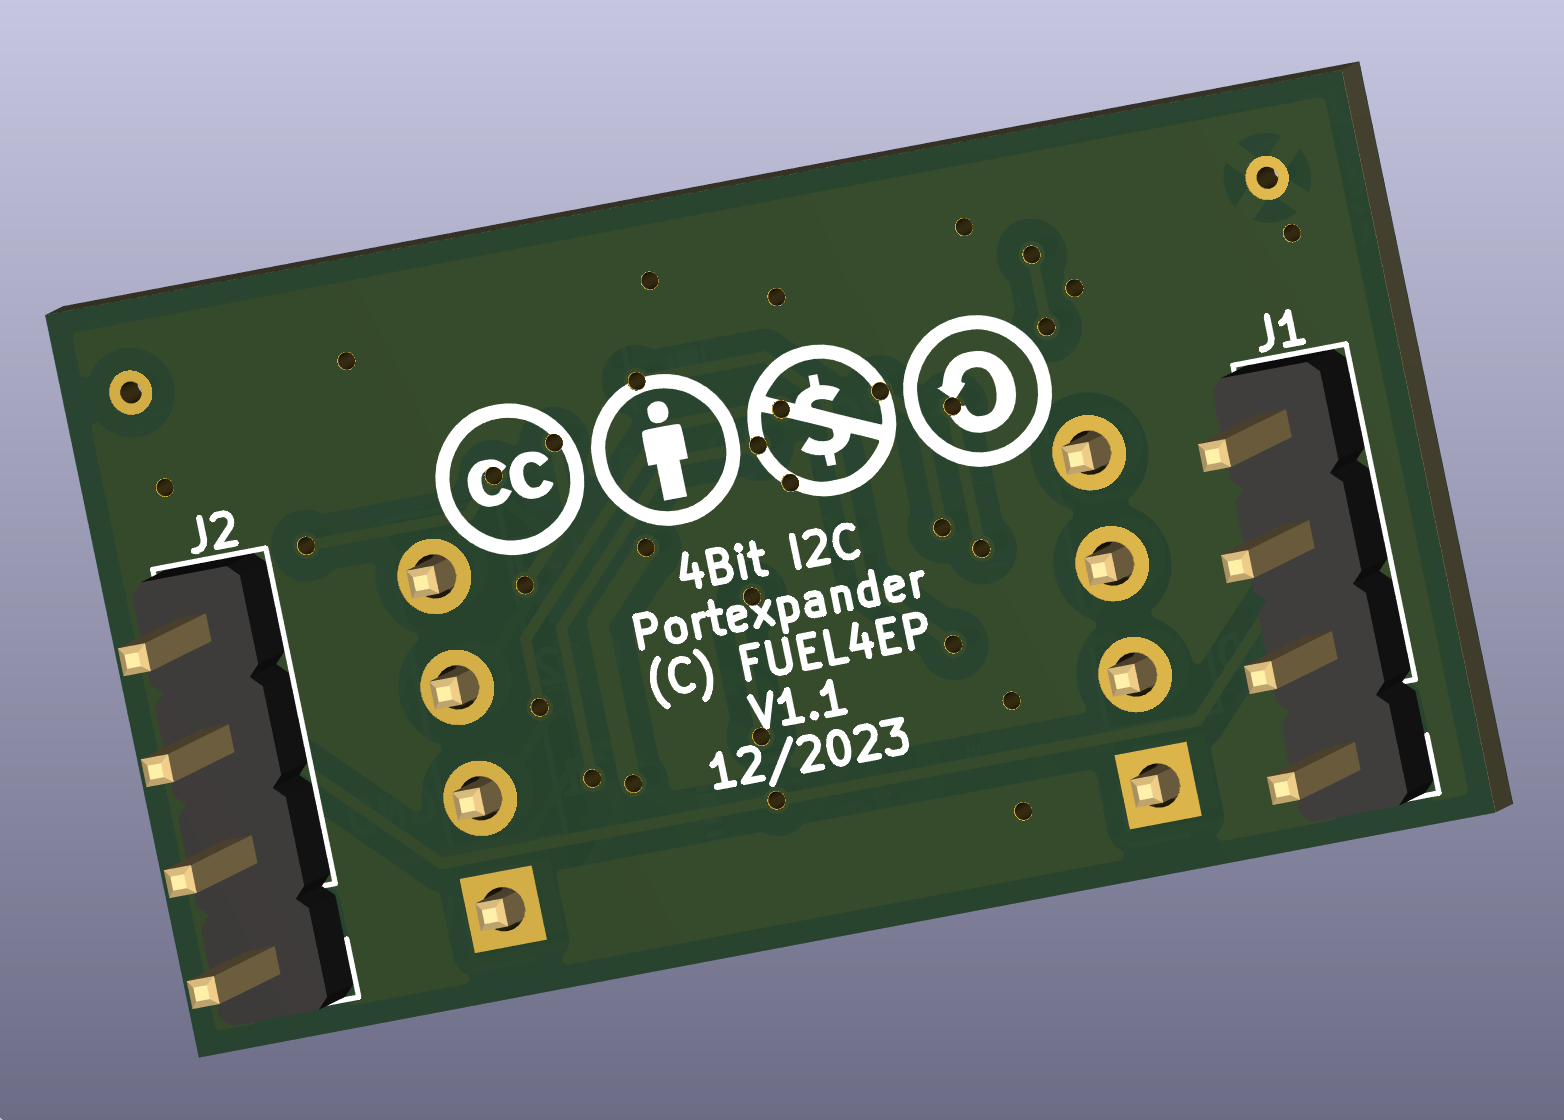 J1
J2
cc
$
4Bit I2C
Portexpander
(C) FUEL4EP
V1.1
12/2023